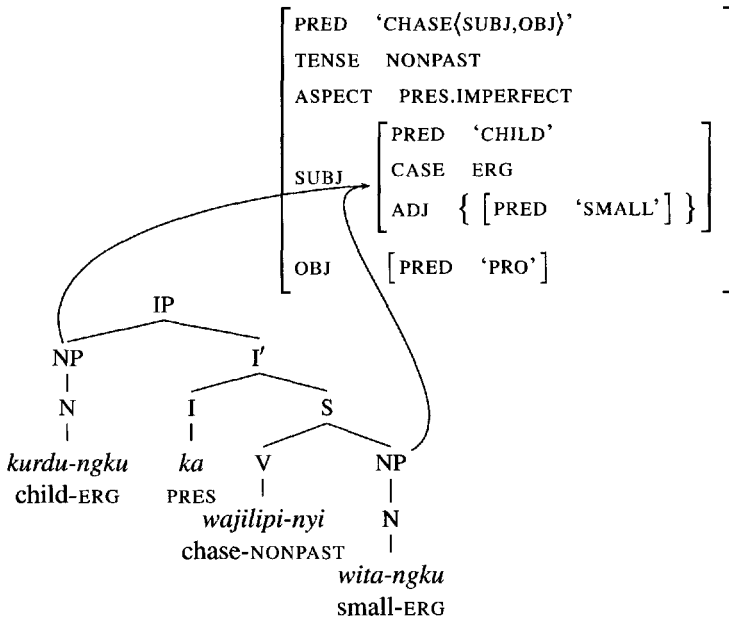 PRED ‘CHASE⟨SUBJ,OBJ⟩’
TENSE NONPAST
ASPECT PRES.IMPERFECT
PRED ‘CHILD’
SUBJ CASE ERG
ADJ { [PRED ‘SMALL’] }
OBJ [PRED ‘PRO’]
IP
NP I′
N I S
kurdu-ngku ka V NP
child-ERG PRES
wajilipi-nyi N
chase-NONPAST
wita-ngku
small-ERG